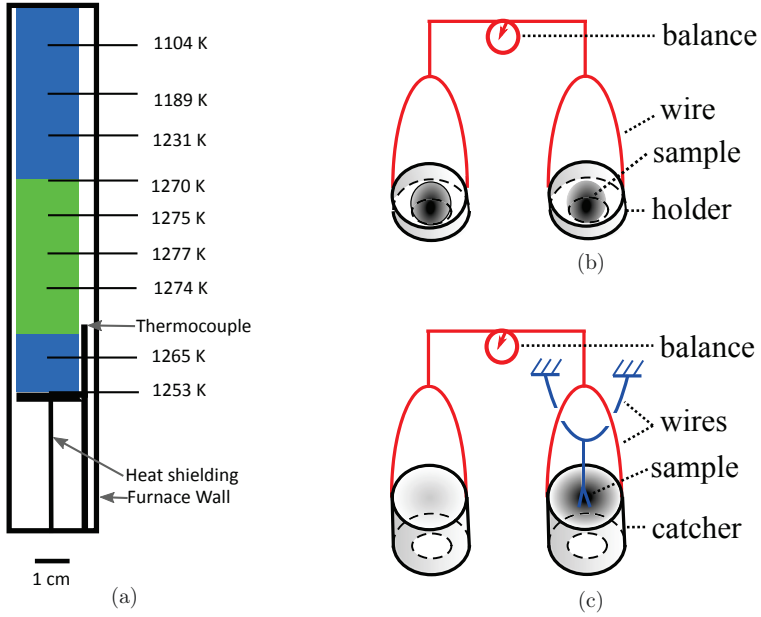 1104 K
1189 K
1231 K
1270 K
1275 K
1277 K
1274 K
Thermocouple
1265 K
1253 K
Heat shielding
Furnace Wall
1 cm
(a)
balance
wire
sample
holder
(b)
balance
wires
sample
catcher
(c)